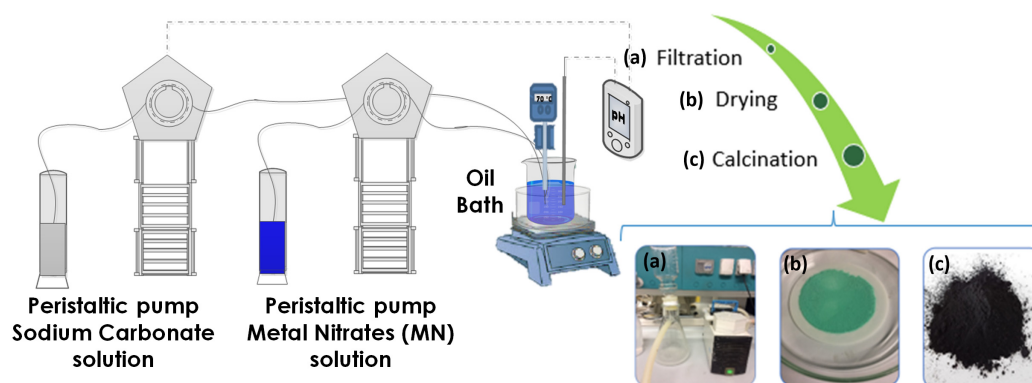 (a) Filtration
(b) Drying
(c) Calcination
70 °C
pH
Oil
Bath
Peristaltic pump
Sodium Carbonate
solution
Peristaltic pump
Metal Nitrates (MN)
solution
(a)
(b)
(c)